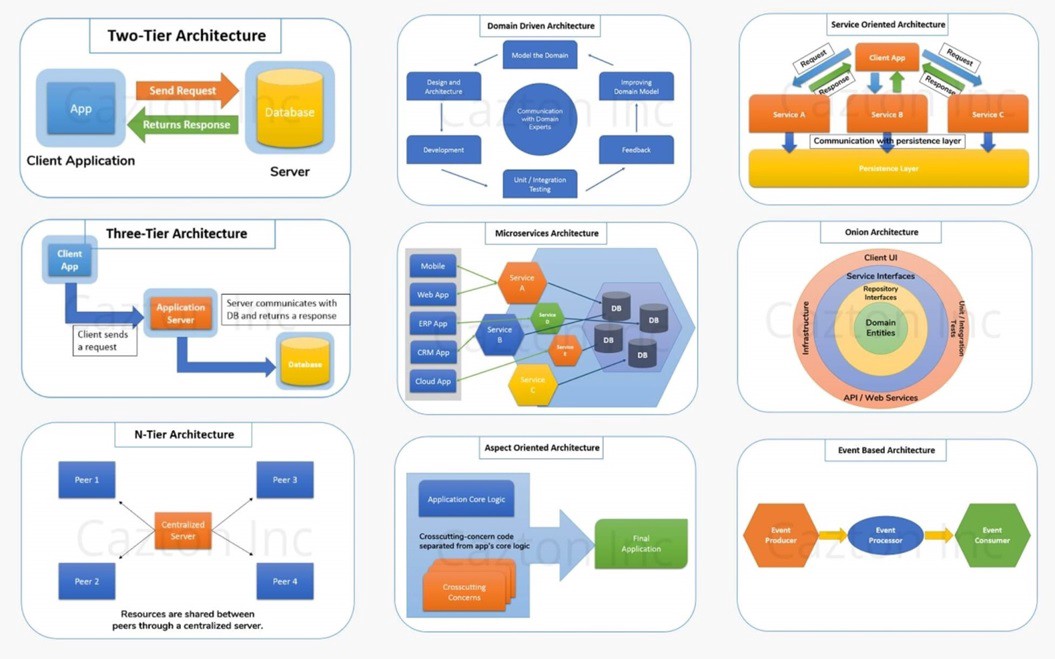 Two-Tier Architecture
App
Send Request
Returns Response
Database
Client Application
Server
Domain Driven Architecture
Model the Domain
Design and
Architecture
Improving
Domain Model
Communication
with Domain
Experts
Development
Feedback
Unit / Integration
Testing
Cazton Inc
Service Oriented Architecture
Client App
Request
Response
Request
Response
Service A
Service B
Service C
Communication with persistence layer
Persistence Layer
Three-Tier Architecture
Client
App
Application
Server
Server communicates with
DB and returns a response
Client sends
a request
Database
Microservices Architecture
Mobile
Web App
ERP App
CRM App
Cloud App
Service
A
Service
B
Service
C
Service
Service
DB
DB
DB
DB
Onion Architecture
Client UI
Service Interfaces
Repository
Interfaces
Domain
Entities
Infrastructure
Unit / Integration
Tests
API / Web Services
Cazton Inc
N-Tier Architecture
Peer 1
Peer 3
Centralized
Server
Peer 2
Peer 4
Resources are shared between
peers through a centralized server.
Cazton Inc
Aspect Oriented Architecture
Application Core Logic
Crosscutting-concern code
separated from app's core logic
Crosscutting
Concerns
Final
Application
Cazton Inc
Event Based Architecture
Event
Producer
Event
Processor
Event
Consumer
Cazton Inc